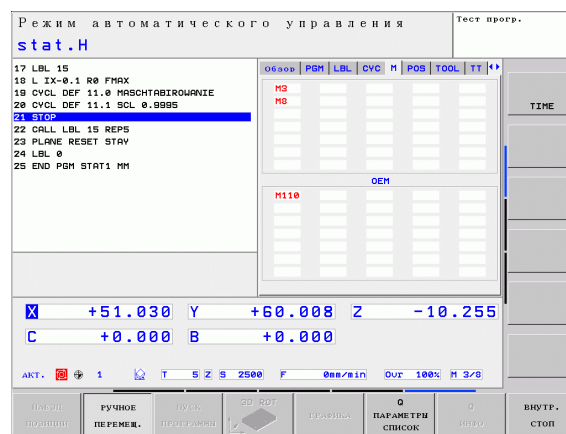 Режим автоматического управления
Тест прогр.
stat.H
17 LBL 15
18 L IX-0.1 R0 FMAX
19 CYCL DEF 11.0 MASCHTABIROWANIE
20 CYCL DEF 11.1 SCL 0.9995
21 STOP
22 CALL LBL 15 REP5
23 PLANE RESET STAY
24 LBL 0
25 END PGM STAT1 MM
Обзор PGM LBL CYC M POS TOOL TT
M3
M8
OEM
M110
TIME
X +51.030 Y +60.008 Z -10.255
C +0.000 B +0.000
АКТ. 1 T 5 Z S 2500 F 0mm/min Ovr 100% M 3/8
РУЧНОЕ
ПЕРЕМЕЩ.
ПУСК
ПРОГРАММЫ
3D ROT
ГРАФИКА
Q
ПАРАМЕТРЫ
СПИСОК
ВНУТР.
СТОП